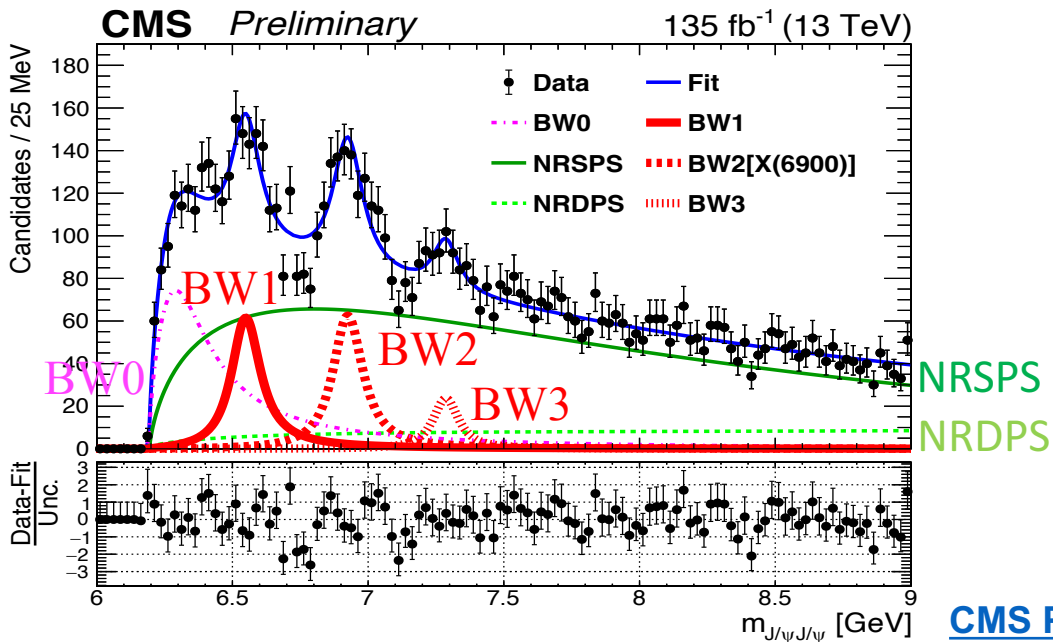 CMS Preliminary 135 fb⁻¹ (13 TeV)
Candidates / 25 MeV
180
160
140
120
100
80
60
40
20
0
Data Fit
BW0 BW1
NRSPS BW2[X(6900)]
NRDPS BW3
BW1
BW0
BW2
BW3
NRSPS
NRDPS
Data-Fit
Unc.
3
2
1
0
−1
−2
−3
6 6.5 7 7.5 8 8.5 9
m_{J/ψJ/ψ} [GeV]
CMS